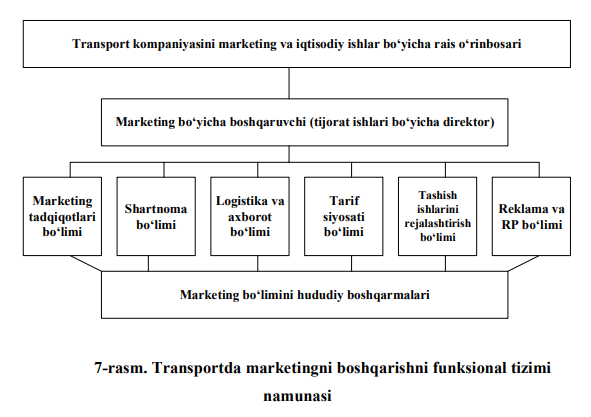 Transport kompaniyasini marketing va iqtisodiy ishlar bo‘yicha rais o‘rinbosari
Marketing bo‘yicha boshqaruvchi (tijorat ishlari bo‘yicha direktor)
Marketing
tadqiqotlari
bo‘limi
Shartnoma
bo‘limi
Logistika va
axborot
bo‘limi
Tarif
siyosati
bo‘limi
Tashish
ishlarini
rejalashtirish
bo‘limi
Reklama va
RP bo‘limi
Marketing bo‘limini hududiy boshqarmalari
7-rasm. Transportda marketingni boshqarishni funksional tizimi
namunasi